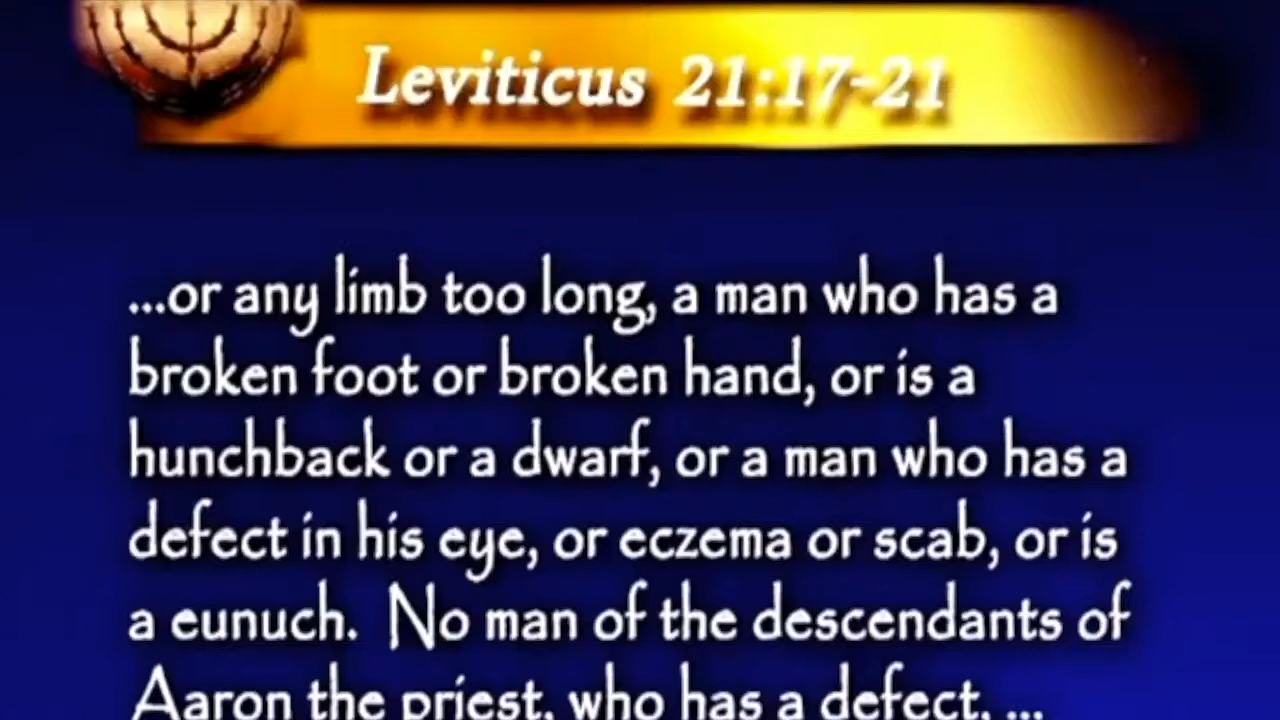 Leviticus 21:17-21
...or any limb too long, a man who has a
broken foot or broken hand, or is a
hunchback or a dwarf, or a man who has a
defect in his eye, or eczema or scab, or is
a eunuch. No man of the descendants of
Aaron the priest, who has a defect, ...